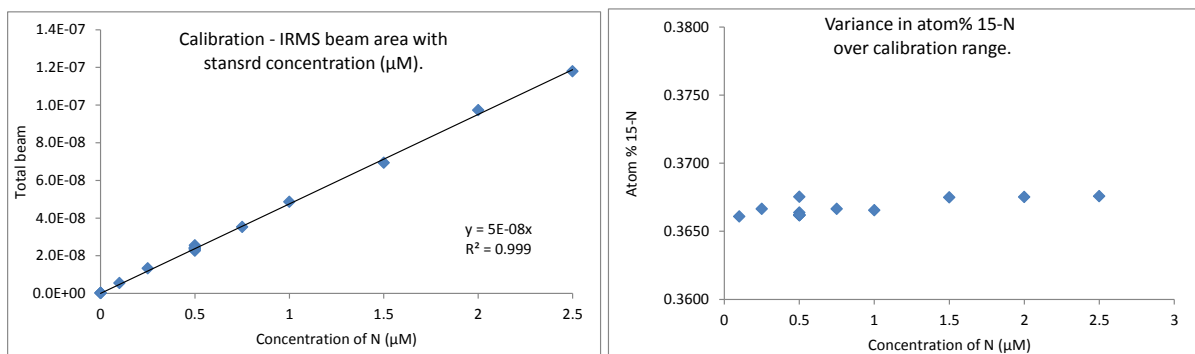 Calibration - IRMS beam area with
stansrd concentration (µM).
Total beam
1.4E-07
1.2E-07
1.0E-07
8.0E-08
6.0E-08
4.0E-08
2.0E-08
0.0E+00
y = 5E-08x
R² = 0.999
0 0.5 1 1.5 2 2.5
Concentration of N (µM)
Variance in atom% 15-N
over calibration range.
Atom % 15-N
0.3800
0.3750
0.3700
0.3650
0.3600
0 0.5 1 1.5 2 2.5 3
Concentration of N (µM)